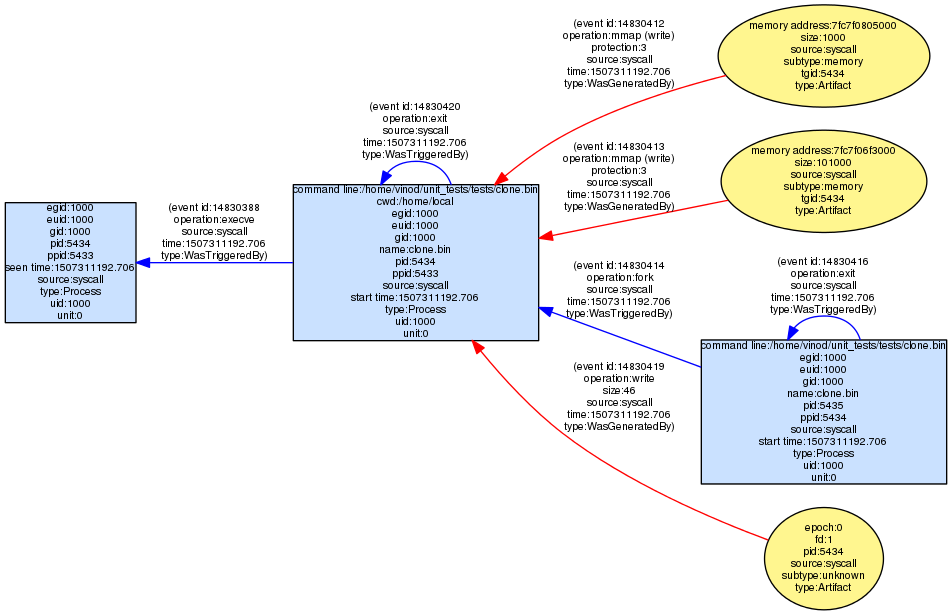 (event id:14830412
operation:mmap (write)
protection:3
source:syscall
time:1507311192.706
type:WasGeneratedBy)
memory address:7fc7f0805000
size:1000
source:syscall
subtype:memory
tgid:5434
type:Artifact
(event id:14830420
operation:exit
source:syscall
time:1507311192.706
type:WasTriggeredBy)
(event id:14830413
operation:mmap (write)
protection:3
source:syscall
time:1507311192.706
type:WasGeneratedBy)
memory address:7fc7f06f3000
size:101000
source:syscall
subtype:memory
tgid:5434
type:Artifact
egid:1000
euid:1000
gid:1000
pid:5434
ppid:5433
seen time:1507311192.706
source:syscall
type:Process
uid:1000
unit:0
(event id:14830388
operation:execve
source:syscall
time:1507311192.706
type:WasTriggeredBy)
command line:/home/vinod/unit_tests/tests/clone.bin
cwd:/home/local
egid:1000
euid:1000
gid:1000
name:clone.bin
pid:5434
ppid:5433
source:syscall
start time:1507311192.706
type:Process
uid:1000
unit:0
(event id:14830414
operation:fork
source:syscall
time:1507311192.706
type:WasTriggeredBy)
(event id:14830416
operation:exit
source:syscall
time:1507311192.706
type:WasTriggeredBy)
command line:/home/vinod/unit_tests/tests/clone.bin
egid:1000
euid:1000
gid:1000
name:clone.bin
pid:5435
ppid:5434
source:syscall
start time:1507311192.706
type:Process
uid:1000
unit:0
(event id:14830419
operation:write
size:46
source:syscall
time:1507311192.706
type:WasGeneratedBy)
epoch:0
fd:1
pid:5434
source:syscall
subtype:unknown
type:Artifact